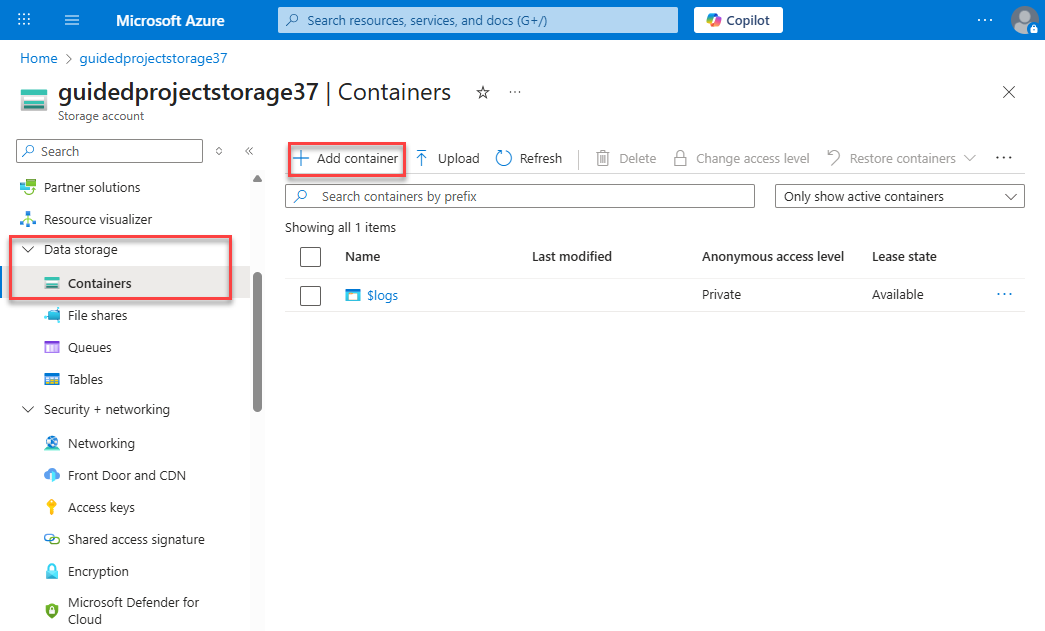 Microsoft Azure
Search resources, services, and docs (G+/)
Copilot
Home > guidedprojectstorage37
guidedprojectstorage37 | Containers
Storage account
Search
Add container
Upload
Refresh
Delete
Change access level
Restore containers
Partner solutions
Resource visualizer
Data storage
Containers
File shares
Queues
Tables
Security + networking
Networking
Front Door and CDN
Access keys
Shared access signature
Encryption
Microsoft Defender for
Cloud
Search containers by prefix
Only show active containers
Showing all 1 items
Name Last modified Anonymous access level Lease state
$logs Private Available